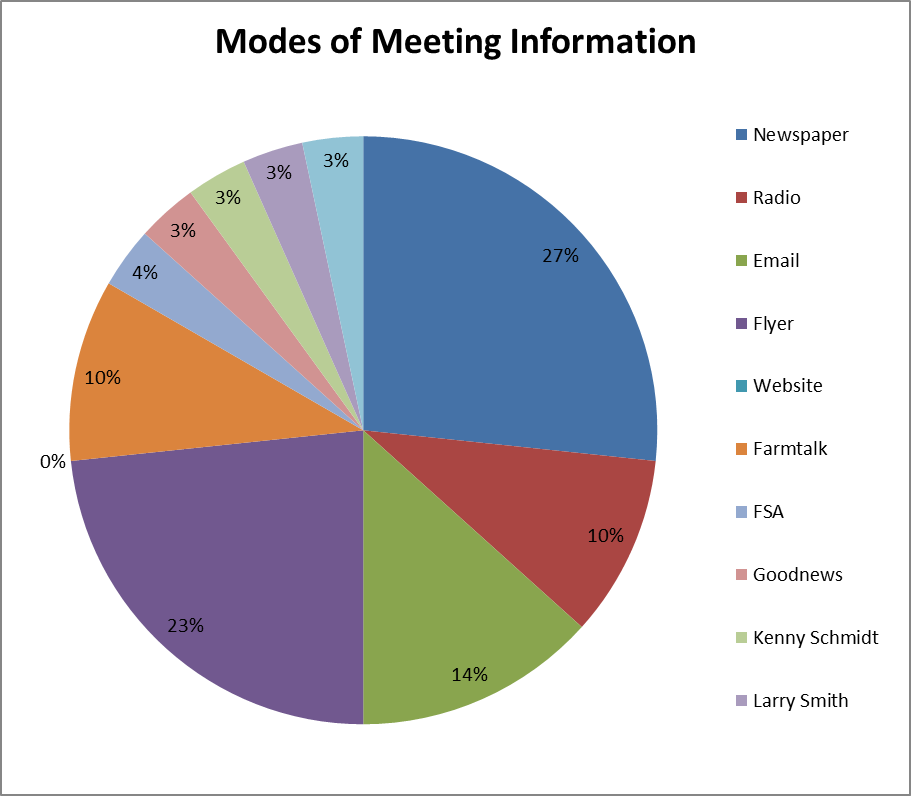 Modes of Meeting Information
27%
10%
14%
23%
0%
10%
4%
3%
3%
3%
3%
Newspaper
Radio
Email
Flyer
Website
Farmtalk
FSA
Goodnews
Kenny Schmidt
Larry Smith